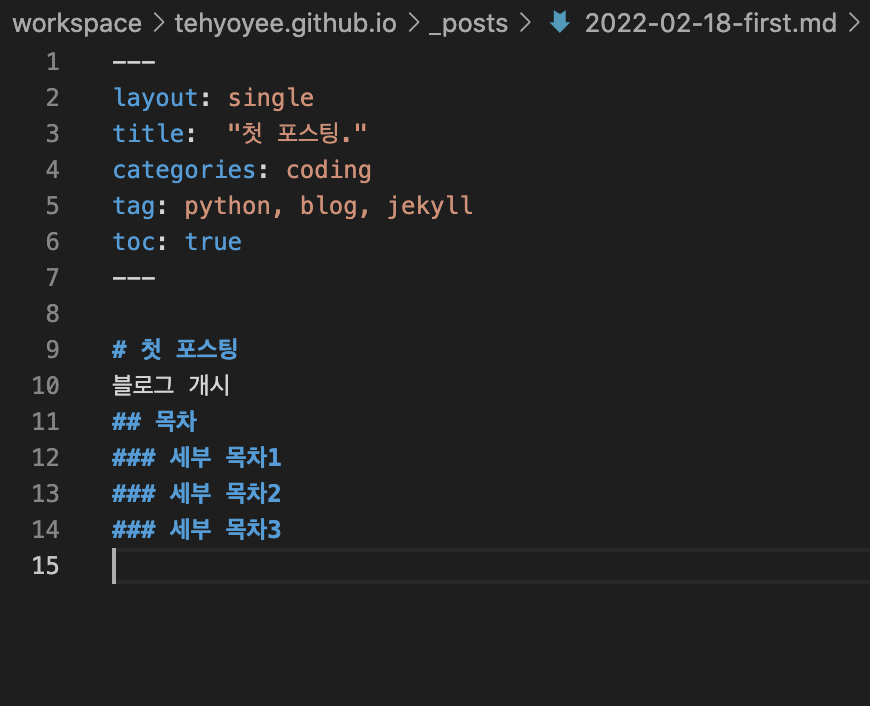 workspace > tehyoyee.github.io > _posts > 2022-02-18-first.md >
1 ---
2 layout: single
3 title:  "첫 포스팅."
4 categories: coding
5 tag: python, blog, jekyll
6 toc: true
7 ---
8
9 # 첫 포스팅
10 블로그 개시
11 ## 목차
12 ### 세부 목차1
13 ### 세부 목차2
14 ### 세부 목차3
15